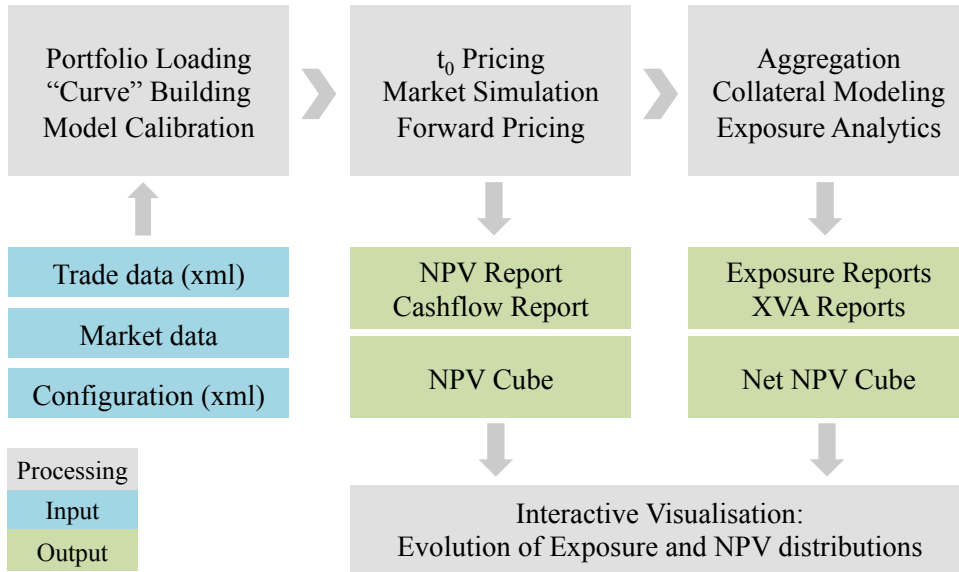 Portfolio Loading
“Curve” Building
Model Calibration
t₀ Pricing
Market Simulation
Forward Pricing
Aggregation
Collateral Modeling
Exposure Analytics
Trade data (xml)
Market data
Configuration (xml)
NPV Report
Cashflow Report
NPV Cube
Exposure Reports
XVA Reports
Net NPV Cube
Processing
Input
Output
Interactive Visualisation:
Evolution of Exposure and NPV distributions